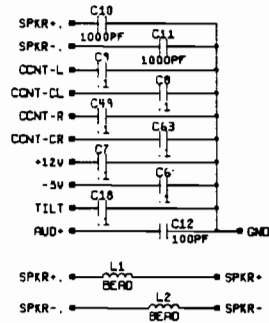 C10
SPKR+.
1000PF
C11
SPKR-.
1000PF
C9
CCNT-L
.1
C8
CCNT-CL
.1
C49
CCNT-R
.1
C63
CCNT-CR
.1
C7
+12V
.1
C6
-5V
.1
C18
TILT
.1
C12
AUD+
GND
100PF
L1
SPKR+.
SPKR+
BEAD
L2
SPKR-.
SPKR-
BEAD